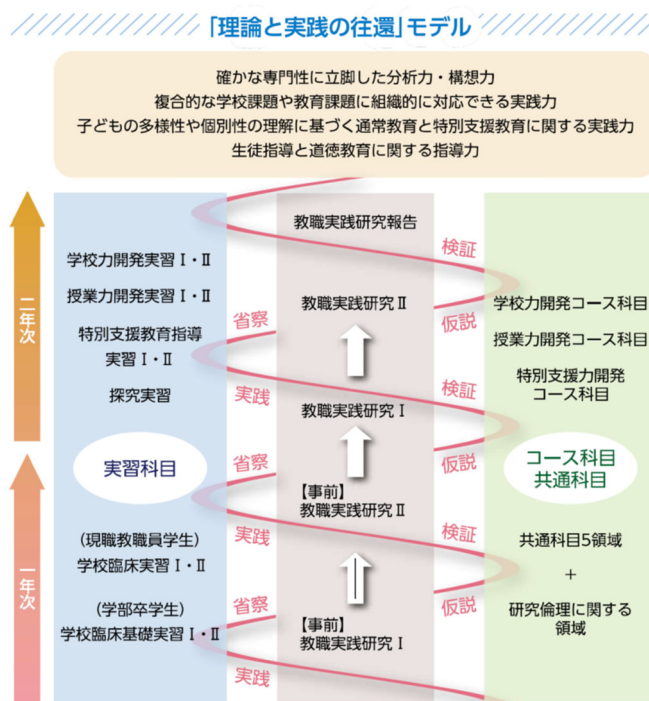 「理論と実践の往還」モデル
確かな専門性に立脚した分析力・構想力
複合的な学校課題や教育課題に組織的に対応できる実践力
子どもの多様性や個別性の理解に基づく通常教育と特別支援教育に関する実践力
生徒指導と道徳教育に関する指導力
二年次
一年次
学校力開発実習Ⅰ・Ⅱ
授業力開発実習Ⅰ・Ⅱ
特別支援教育指導
実習Ⅰ・Ⅱ
探究実習
実習科目
(現職教職員学生)
学校臨床実習Ⅰ・Ⅱ
(学部卒学生)
学校臨床基礎実習Ⅰ・Ⅱ
省察
実践
省察
実践
省察
実践
教職実践研究報告
教職実践研究Ⅱ
教職実践研究Ⅰ
【事前】
教職実践研究Ⅱ
【事前】
教職実践研究Ⅰ
検証
仮説
検証
仮説
検証
仮説
学校力開発コース科目
授業力開発コース科目
特別支援力開発
コース科目
コース科目
共通科目
共通科目5領域
+
研究倫理に関する
領域